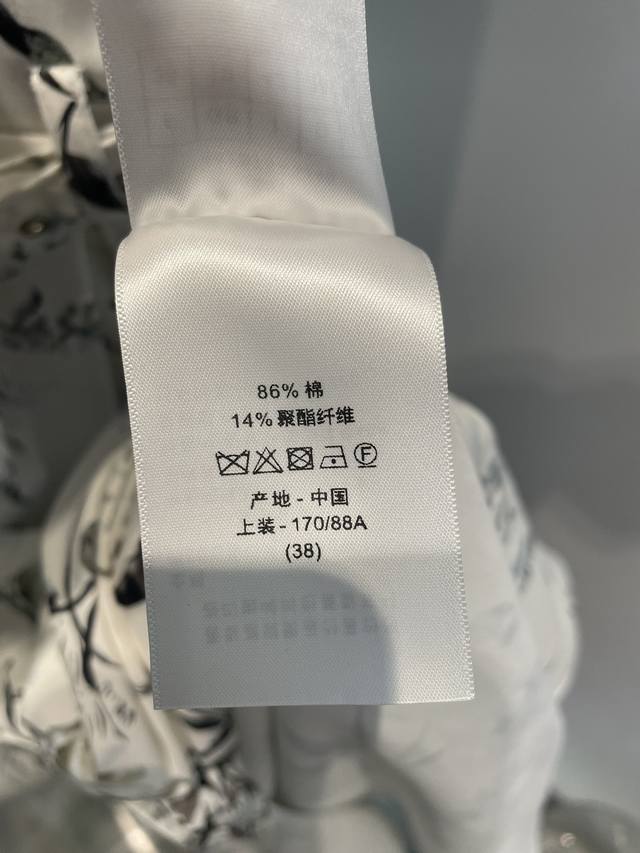 86% 棉
14% 聚酯纤维
F
产地 - 中国
上装 - 170/88A
(38)